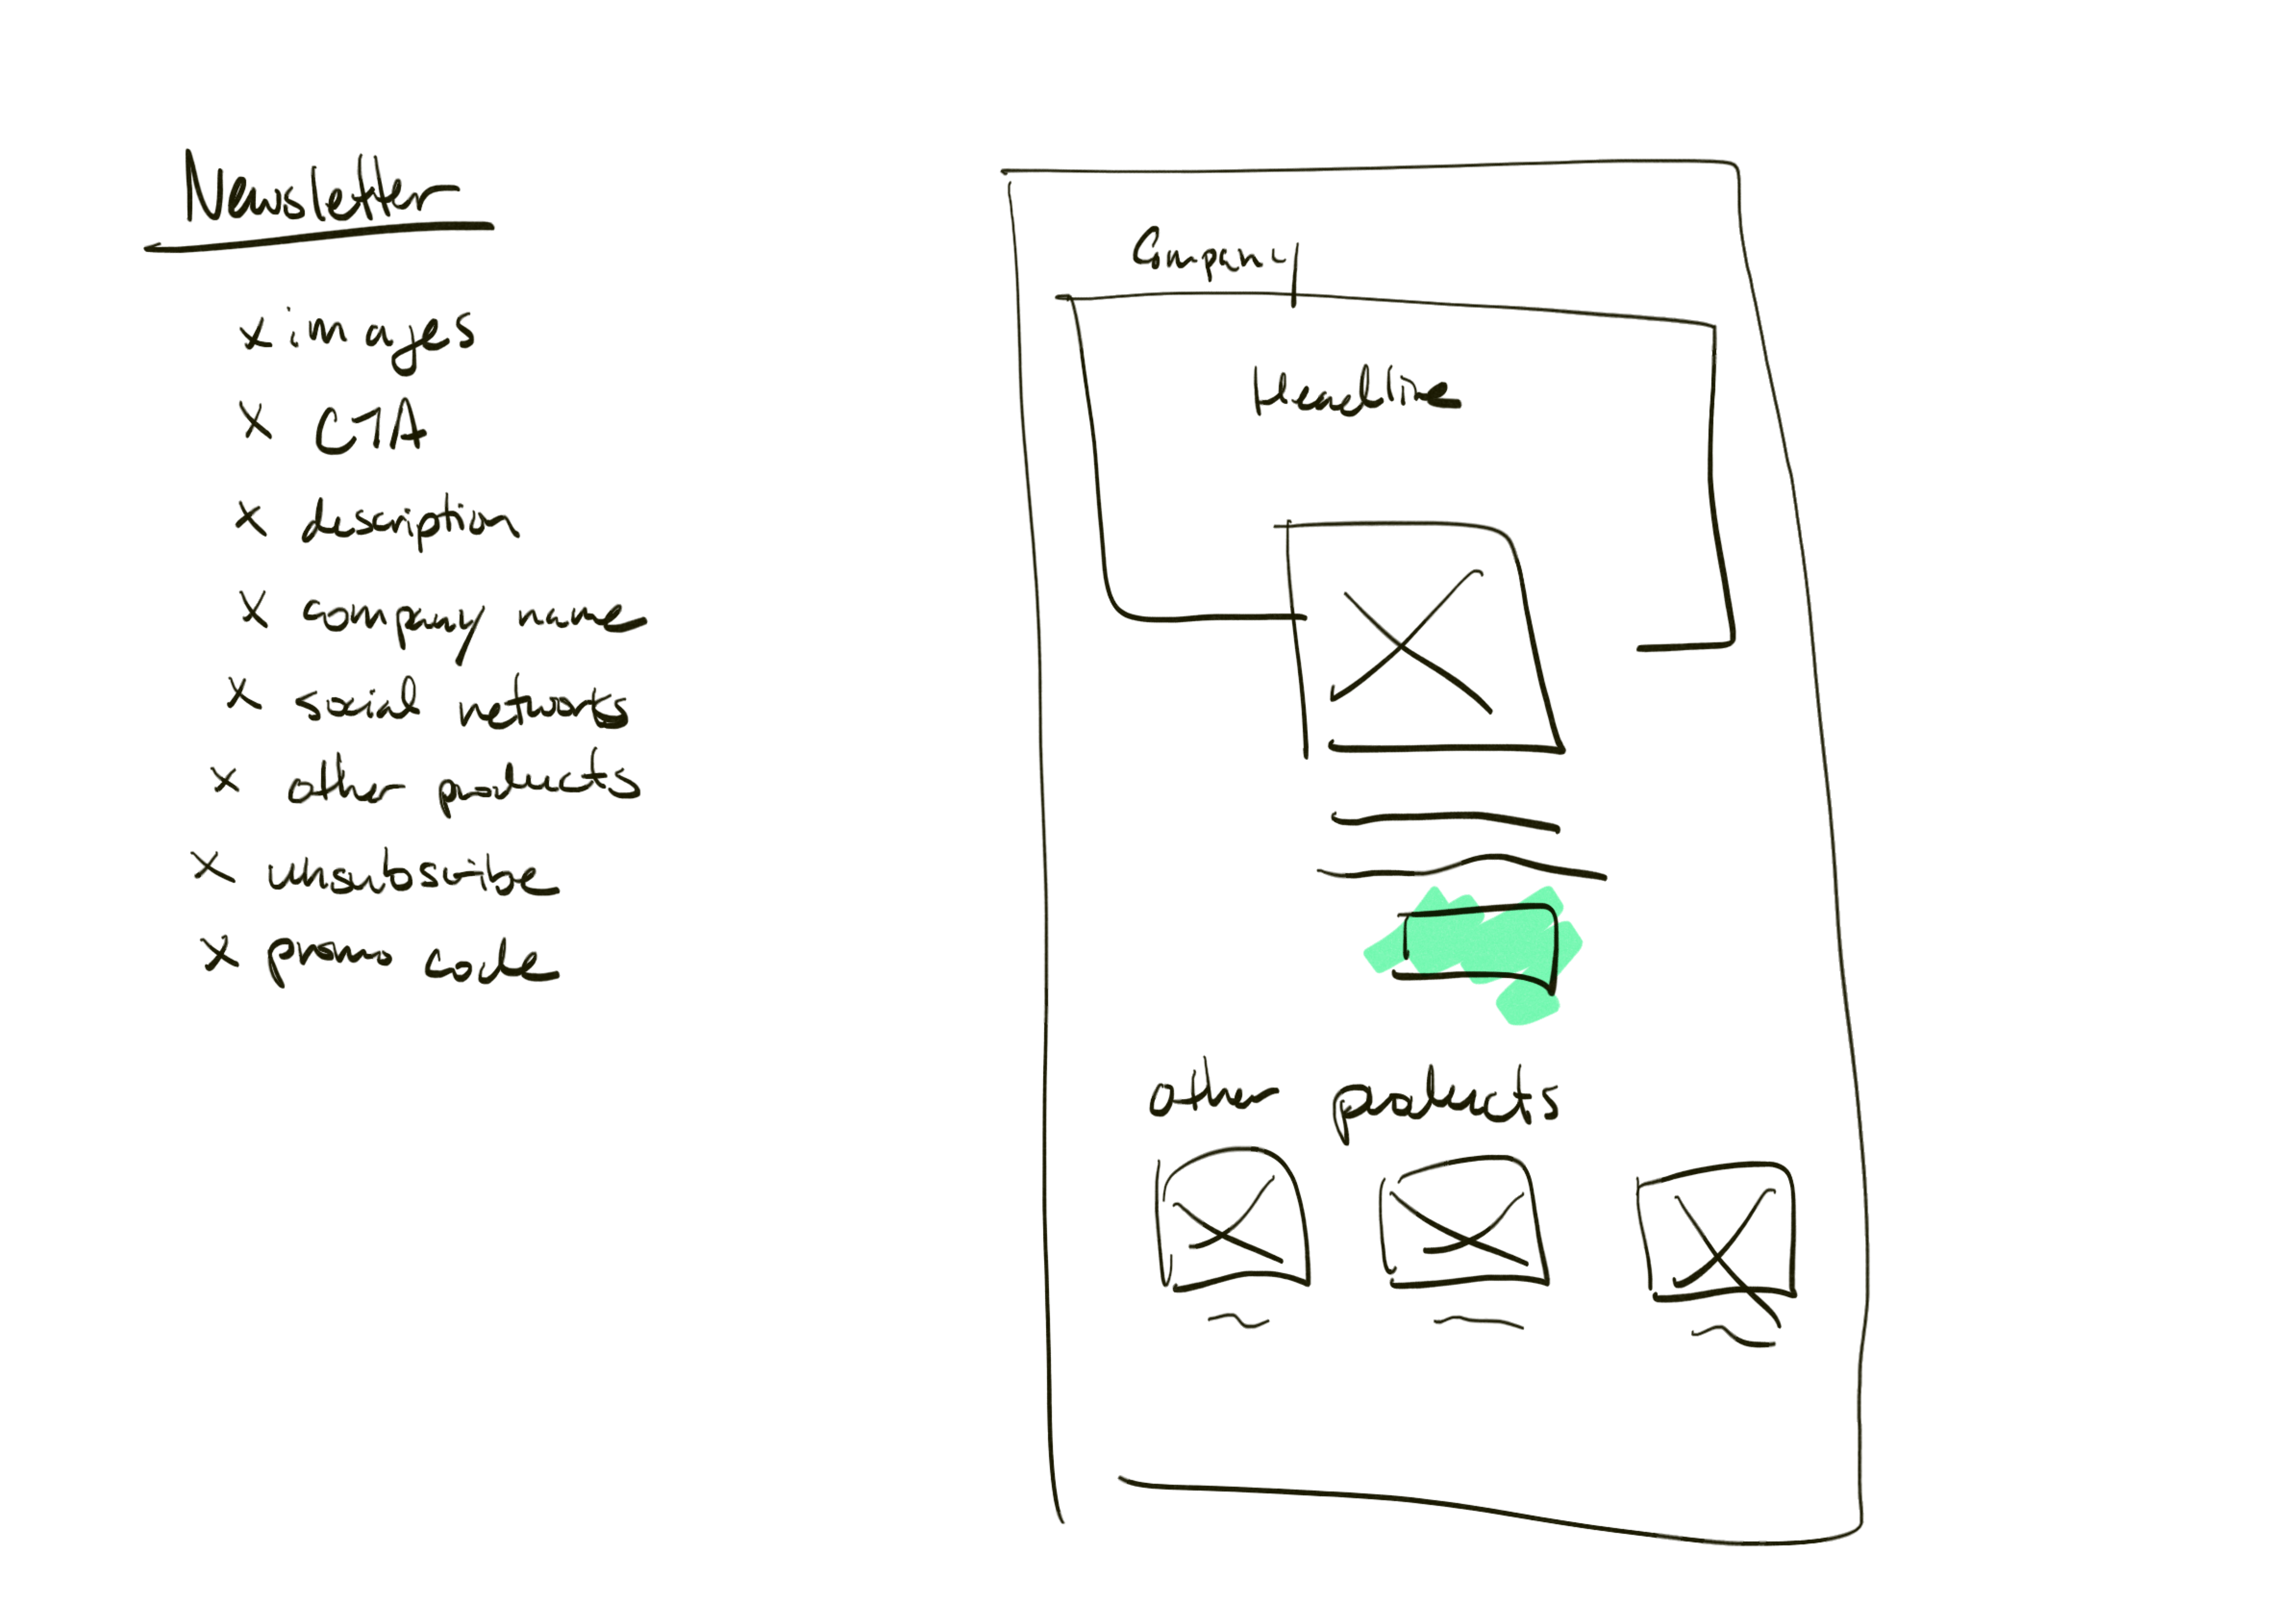 Newsletter
x images
x CTA
x description
x company name
x social networks
x other products
x unsubscribe
x promo code
Company
Headline
other products